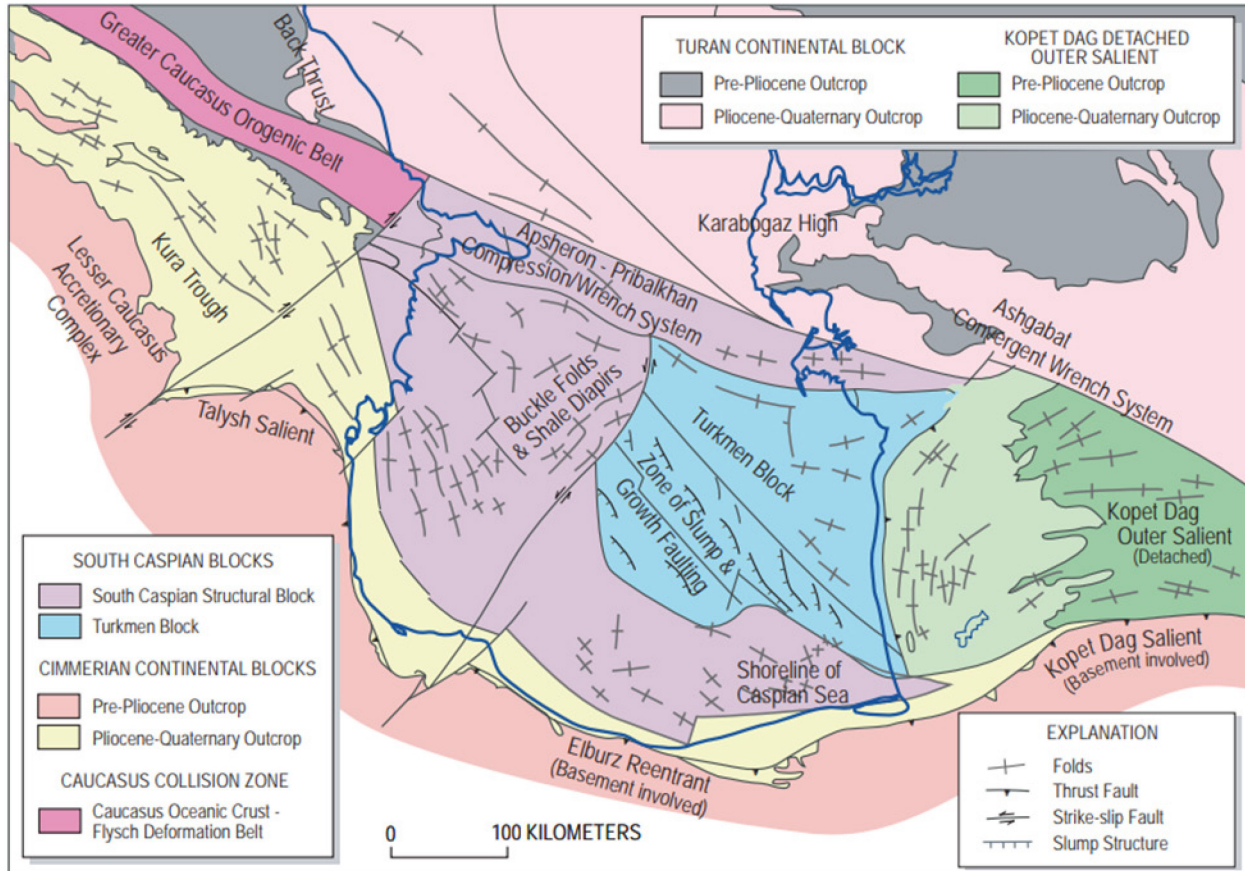 TURAN CONTINENTAL BLOCK
Pre-Pliocene Outcrop
Pliocene-Quaternary Outcrop
KOPET DAG DETACHED
OUTER SALIENT
Pre-Pliocene Outcrop
Pliocene-Quaternary Outcrop
Back Thrust
Greater Caucasus Orogenic Belt
Karabogaz High
Apsheron - Pribalkhan
Compression/Wrench System
Kura Trough
Lesser Caucasus
Accretionary
Complex
Ashgabat
Convergent Wrench System
Talysh Salient
Buckle Folds
& Shale Diapirs
Turkmen Block
Zone of Slump &
Growth Faulting
Kopet Dag
Outer Salient
(Detached)
Shoreline of
Caspian Sea
Kopet Dag Salient
(Basement involved)
Elburz Reentrant
(Basement involved)
SOUTH CASPIAN BLOCKS
South Caspian Structural Block
Turkmen Block
CIMMERIAN CONTINENTAL BLOCKS
Pre-Pliocene Outcrop
Pliocene-Quaternary Outcrop
CAUCASUS COLLISION ZONE
Caucasus Oceanic Crust -
Flysch Deformation Belt
0 100 KILOMETERS
EXPLANATION
Folds
Thrust Fault
Strike-slip Fault
Slump Structure